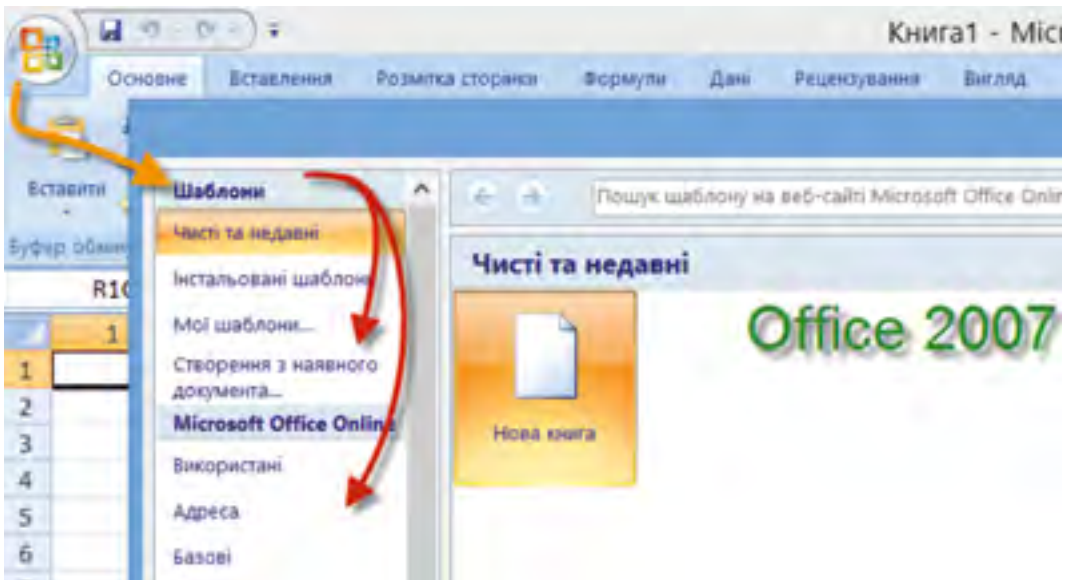 Книга1 - Mic
Основне Вставлення Розмітка сторінки Формули Дані Рецензування Вигляд
Вставити
Шаблони
Пошук шаблону на веб-сайті Microsoft Office Onlin
Чисті та недавні
Буфер обмін
Чисті та недавні
Інстальовані шаблони
R1C
Office 2007
Мої шаблони...
1
Створення з наявного
документа...
1
2
Microsoft Office Online
3
Нова книга
Використані
4
Адреса
5
Базові
6